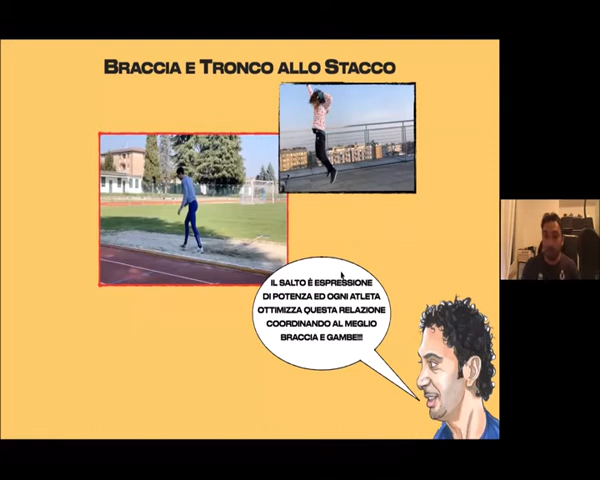 BRACCIA E TRONCO ALLO STACCO
IL SALTO È ESPRESSIONE
DI POTENZA ED OGNI ATLETA
OTTIMIZZA QUESTA RELAZIONE
COORDINANDO AL MEGLIO
BRACCIA E GAMBE!!!